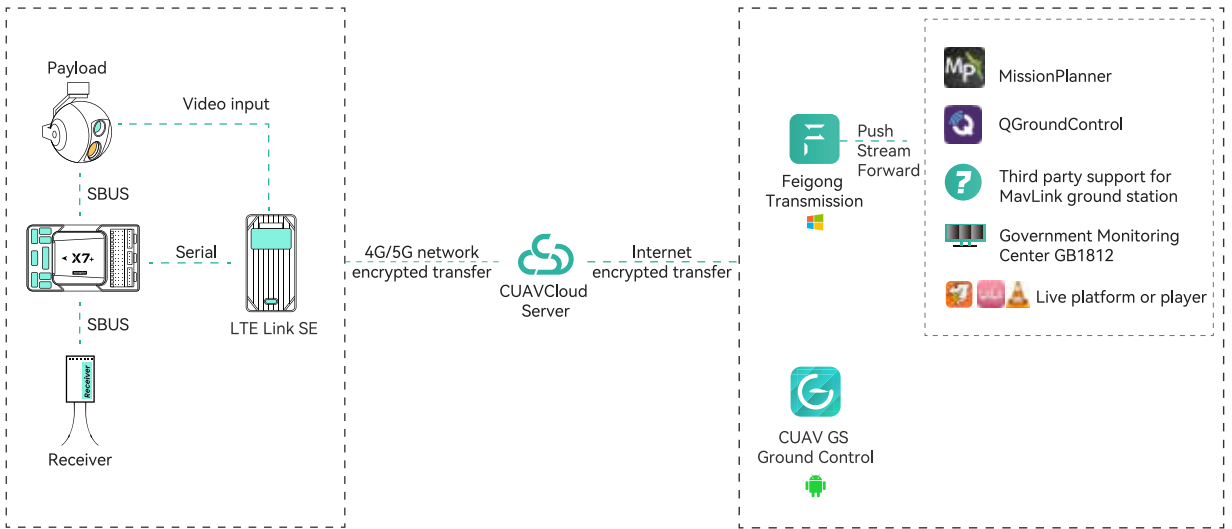 Payload
Video input
SBUS
X7+
Serial
LTE Link SE
SBUS
Receiver
Receiver
4G/5G network
encrypted transfer
CUAVCloud
Server
Internet
encrypted transfer
Feigong
Transmission
Push
Stream
Forward
MP
MissionPlanner
QGroundControl
?
Third party support for
MavLink ground station
Government Monitoring
Center GB1812
Live platform or player
CUAV GS
Ground Control